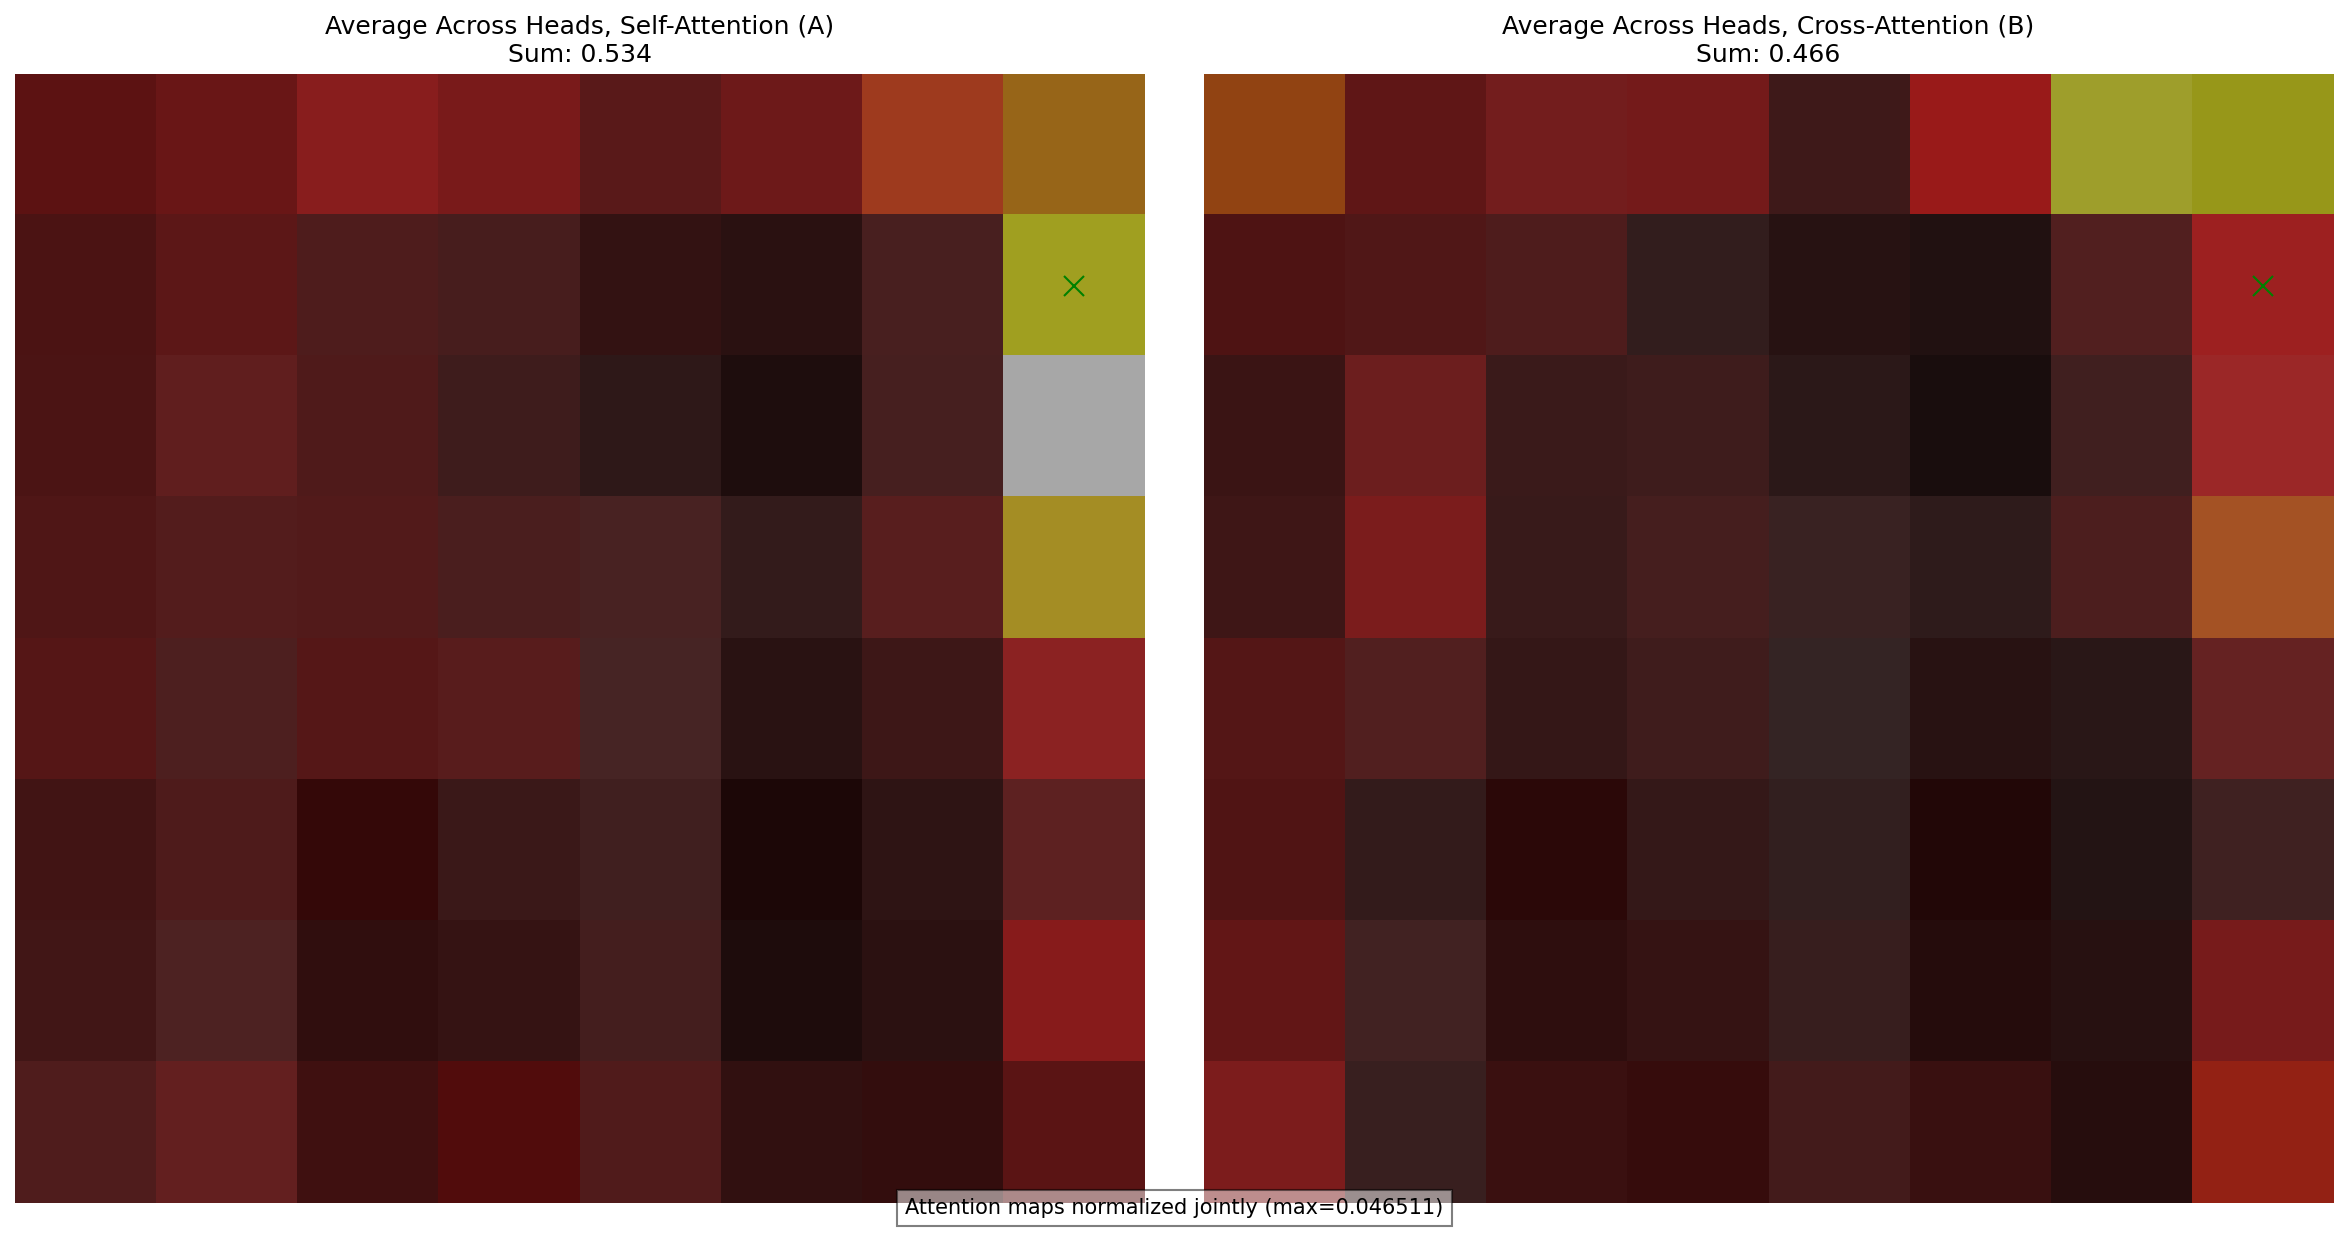 Average Across Heads, Self-Attention (A)
Sum: 0.534
Average Across Heads, Cross-Attention (B)
Sum: 0.466
Attention maps normalized jointly (max=0.046511)